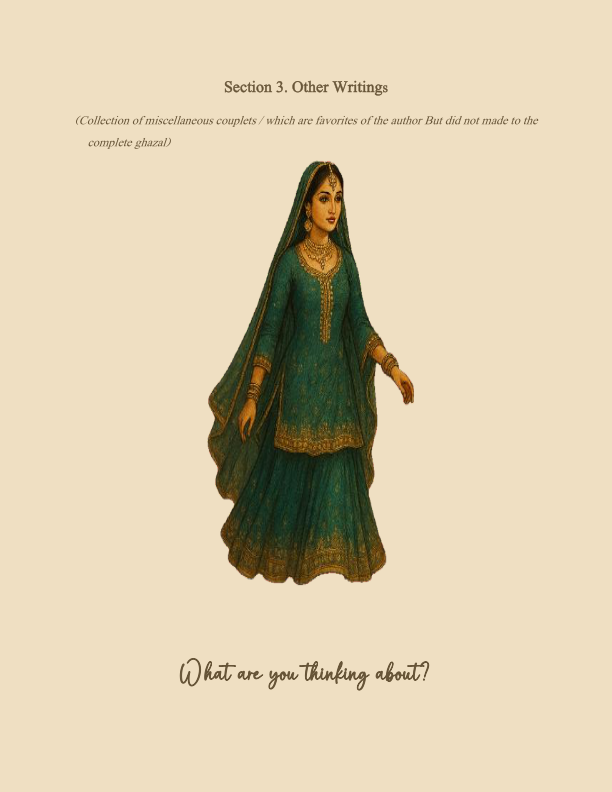 Section 3. Other Writings
(Collection of miscellaneous couplets / which are favorites of the author But did not made to the
complete ghazal)
What are you thinking about?